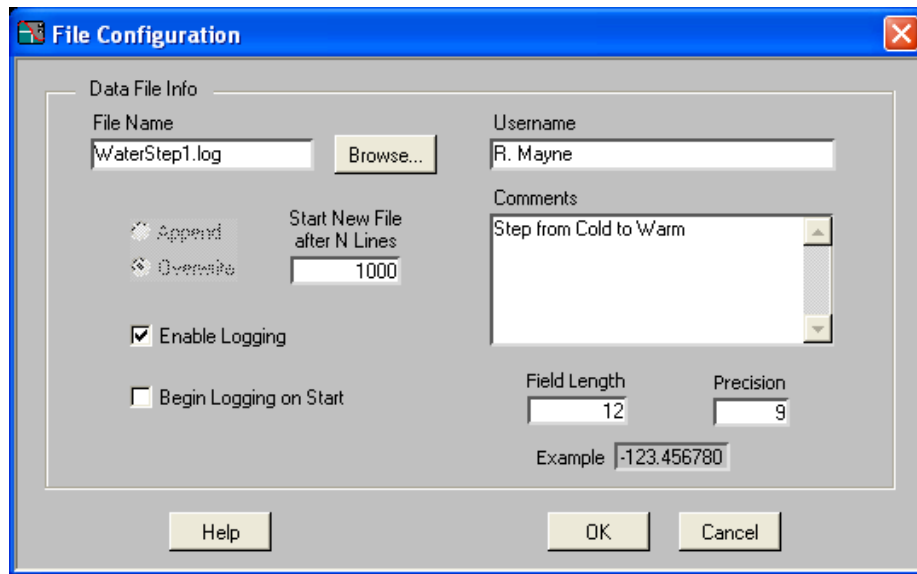 File Configuration
Data File Info
File Name
WaterStep1.log
Browse...
Username
R. Mayne
Comments
Step from Cold to Warm
Append
Overwrite
Start New File
after N Lines
1000
Enable Logging
Begin Logging on Start
Field Length
12
Precision
9
Example -123.456780
Help
OK
Cancel